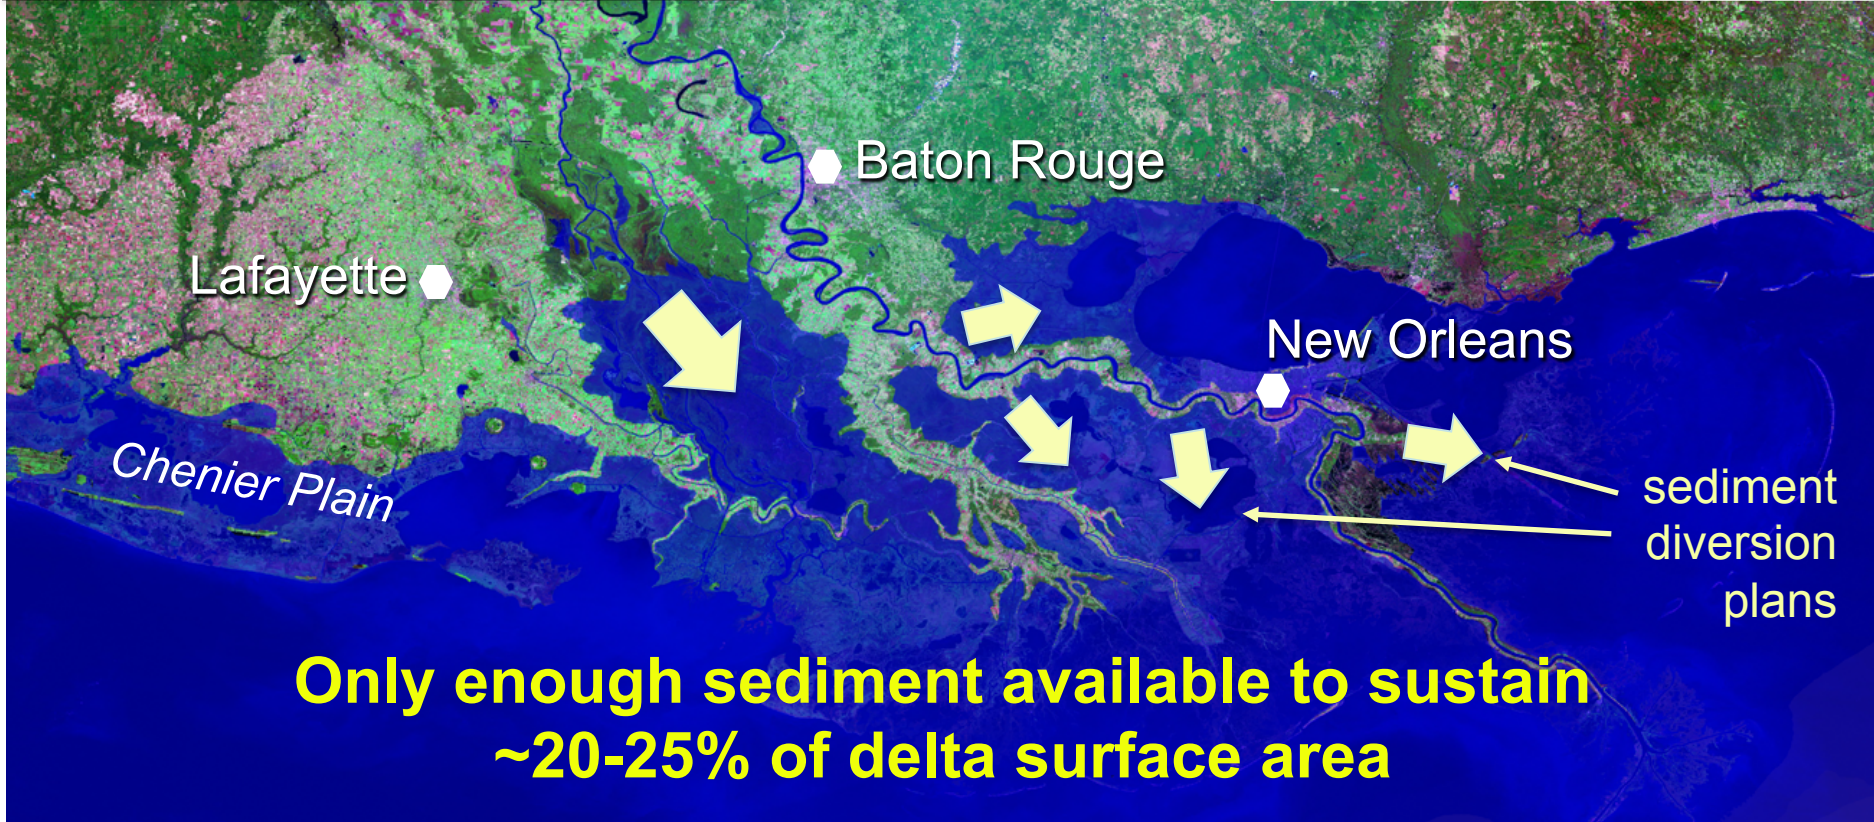 Baton Rouge
Lafayette
New Orleans
Chenier Plain
sediment
diversion
plans
Only enough sediment available to sustain
~20-25% of delta surface area